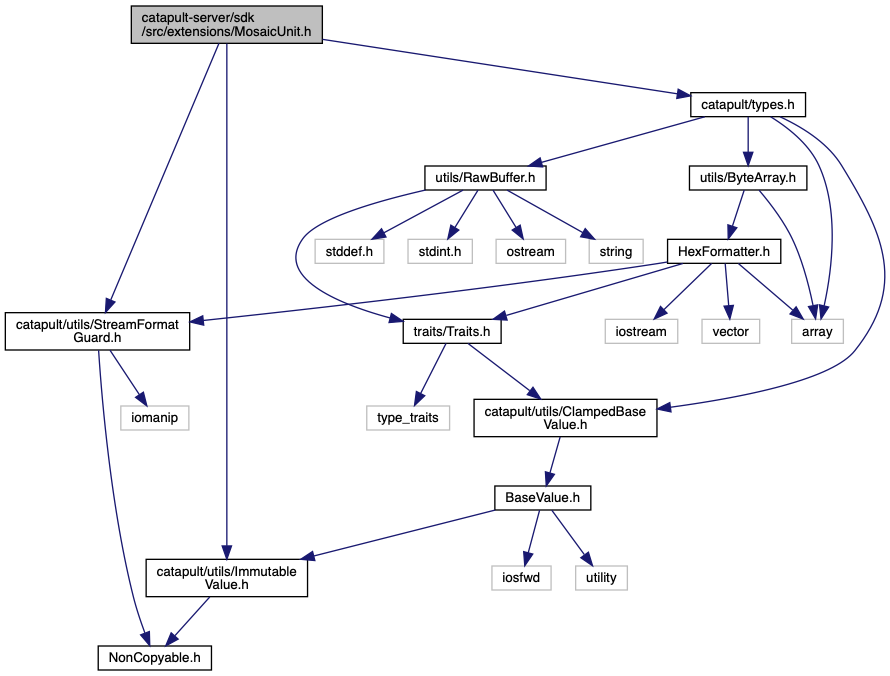 catapult-server/sdk
/src/extensions/MosaicUnit.h
catapult/types.h
utils/RawBuffer.h
utils/ByteArray.h
stddef.h
stdint.h
ostream
string
HexFormatter.h
catapult/utils/StreamFormat
Guard.h
traits/Traits.h
iostream
vector
array
iomanip
type_traits
catapult/utils/ClampedBase
Value.h
BaseValue.h
catapult/utils/Immutable
Value.h
iosfwd
utility
NonCopyable.h